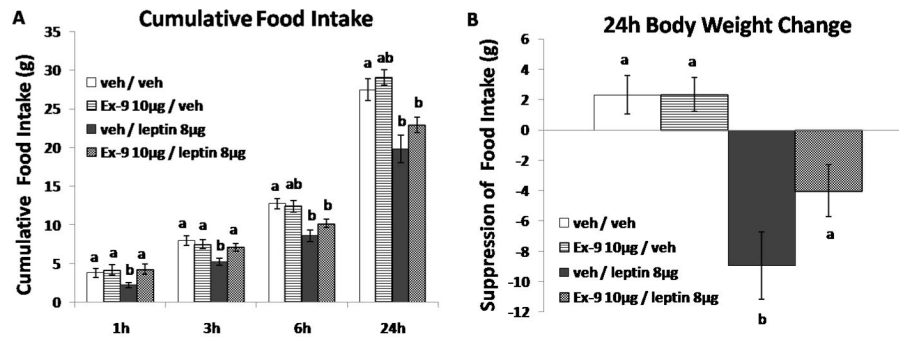 A
Cumulative Food Intake
Cumulative Food Intake (g)
35
30
25
20
15
10
5
0
veh / veh
Ex-9 10µg / veh
veh / leptin 8µg
Ex-9 10µg / leptin 8µg
a a b a
a a b a
a ab b b
a ab b b
1h 3h 6h 24h
B
24h Body Weight Change
Suppression of Food Intake (g)
6
4
2
0
-2
-4
-6
-8
-10
-12
a a
b a
veh / veh
Ex-9 10µg / veh
veh / leptin 8µg
Ex-9 10µg / leptin 8µg